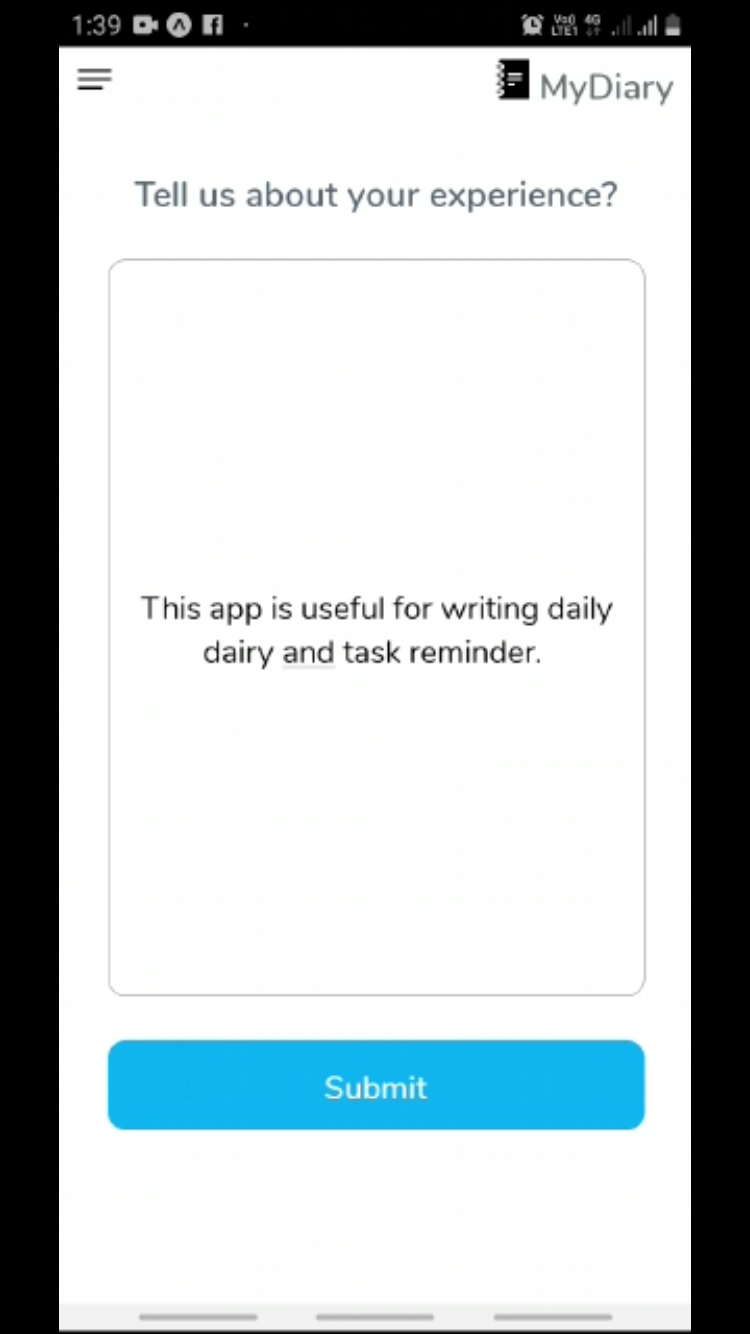 1:39 Vo) 4G
LTE1
MyDiary
Tell us about your experience?
This app is useful for writing daily
dairy and task reminder.
Submit